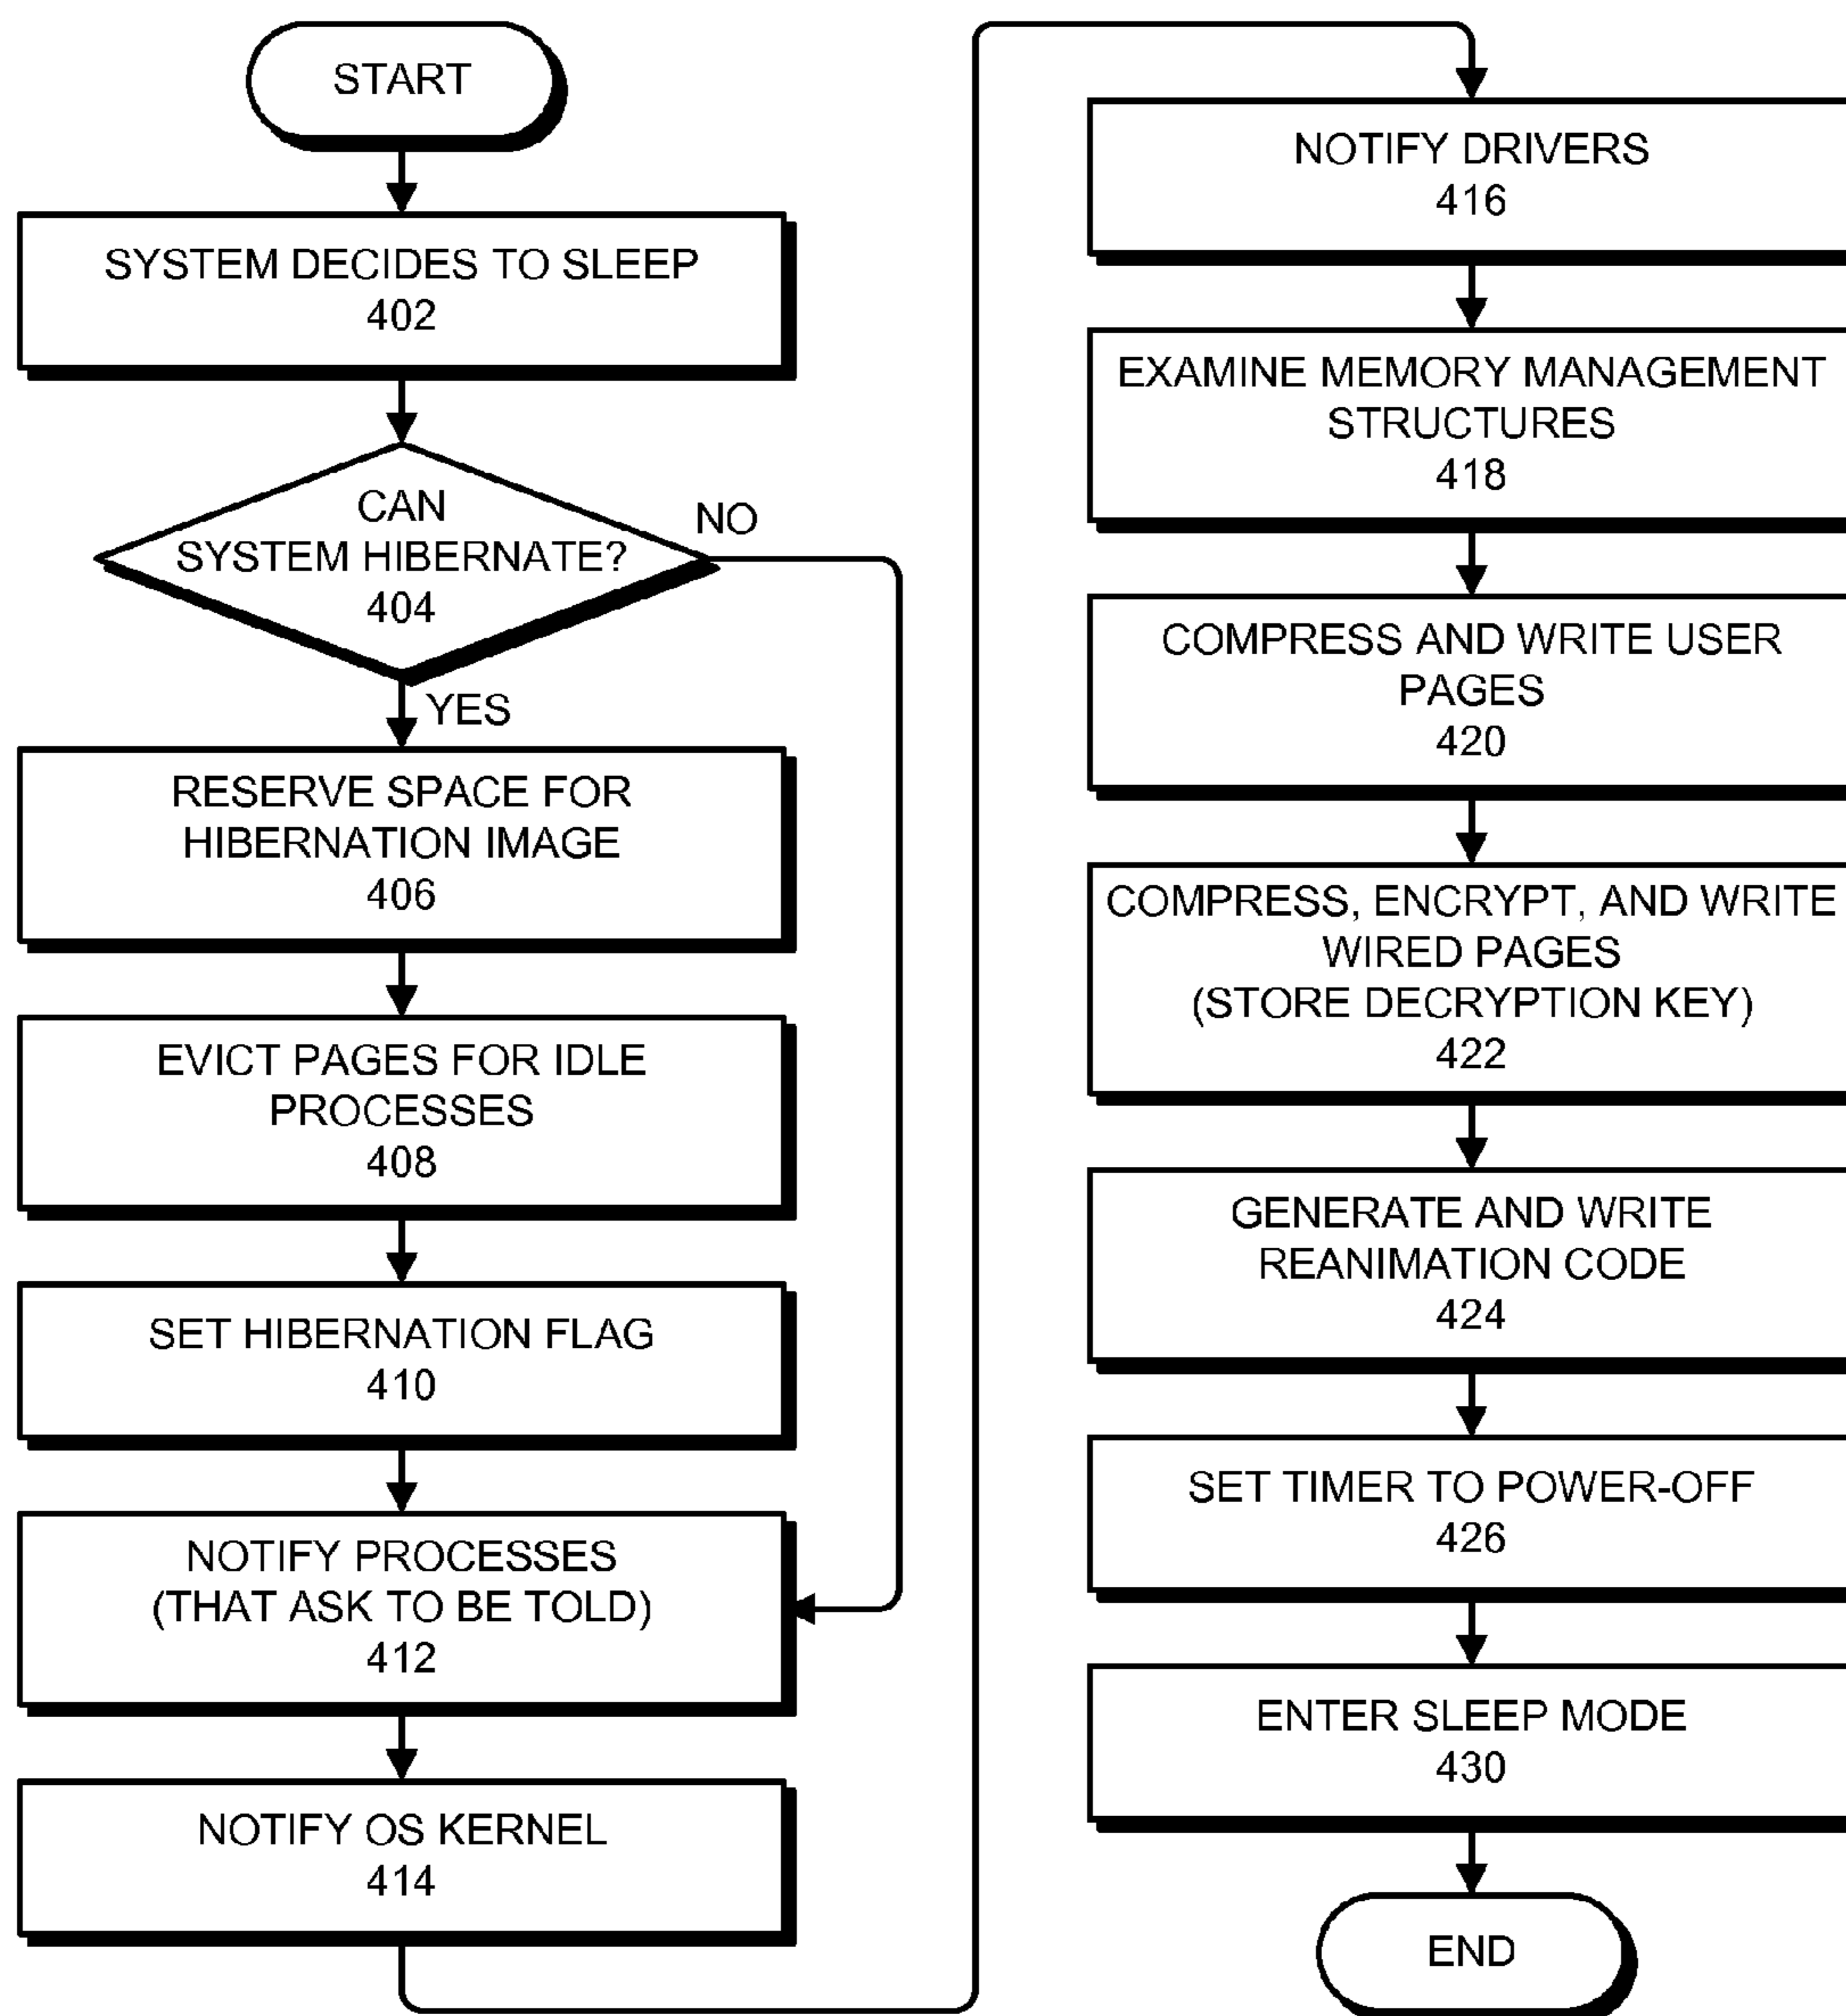 START
SYSTEM DECIDES TO SLEEP
402
CAN
SYSTEM HIBERNATE?
404
NO
YES
RESERVE SPACE FOR
HIBERNATION IMAGE
406
EVICT PAGES FOR IDLE
PROCESSES
408
SET HIBERNATION FLAG
410
NOTIFY PROCESSES
(THAT ASK TO BE TOLD)
412
NOTIFY OS KERNEL
414
NOTIFY DRIVERS
416
EXAMINE MEMORY MANAGEMENT
STRUCTURES
418
COMPRESS AND WRITE USER
PAGES
420
COMPRESS, ENCRYPT, AND WRITE
WIRED PAGES
(STORE DECRYPTION KEY)
422
GENERATE AND WRITE
REANIMATION CODE
424
SET TIMER TO POWER-OFF
426
ENTER SLEEP MODE
430
END